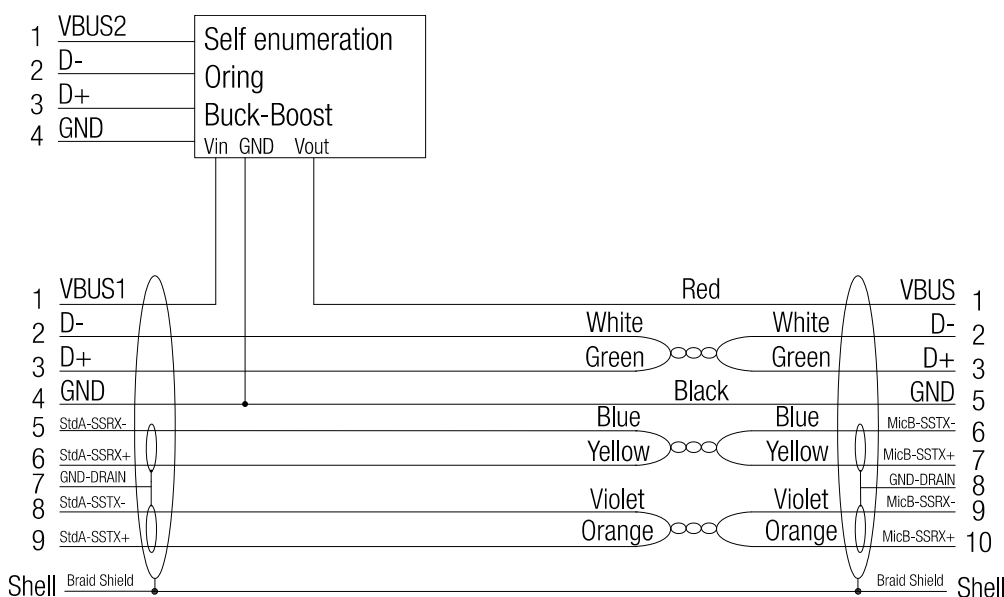 1 VBUS2
2 D-
3 D+
4 GND
Self enumeration
Oring
Buck-Boost
Vin GND Vout
1 VBUS1 Red VBUS 1
2 D- White White D- 2
3 D+ Green Green D+ 3
4 GND Black GND 5
5 StdA-SSRX- Blue Blue MicB-SSTX- 6
6 StdA-SSRX+ Yellow Yellow MicB-SSTX+ 7
7 GND-DRAIN GND-DRAIN 8
8 StdA-SSTX- Violet Violet MicB-SSRX- 9
9 StdA-SSTX+ Orange Orange MicB-SSRX+ 10
Shell Braid Shield Braid Shield Shell